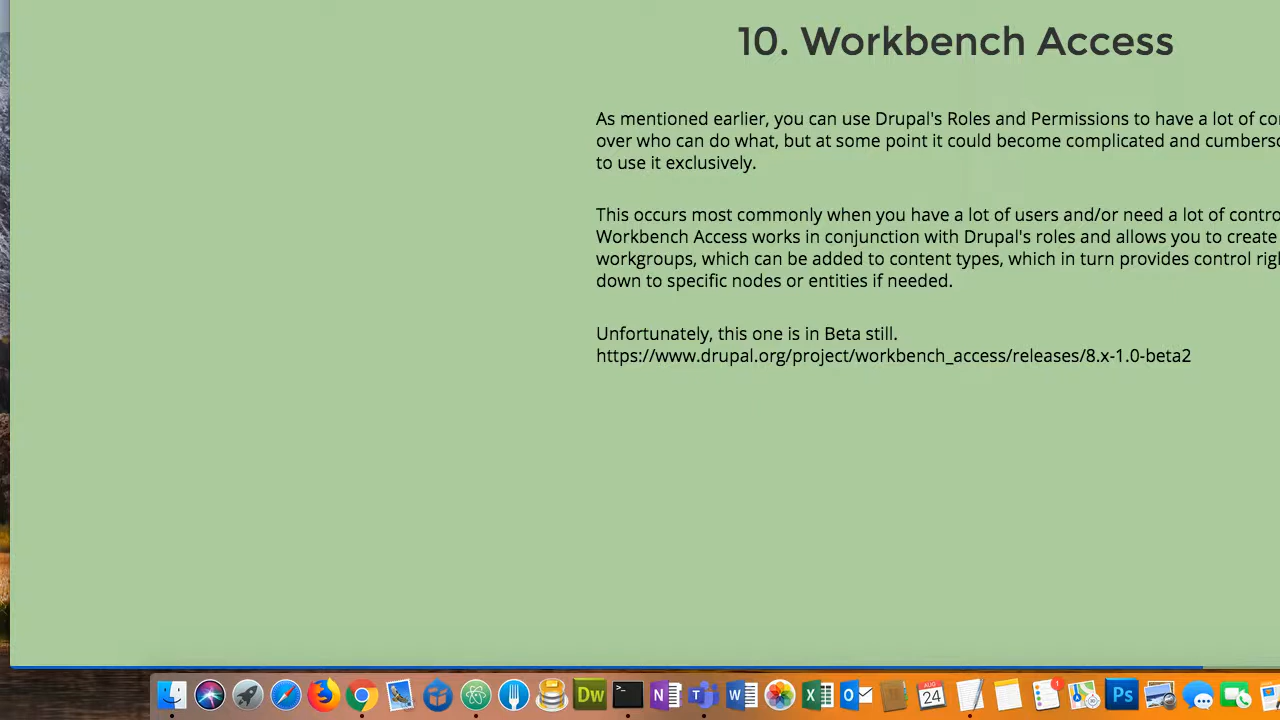 10. Workbench Access
As mentioned earlier, you can use Drupal's Roles and Permissions to have a lot of
over who can do what, but at some point it could become complicated and
to use it exclusively.
This occurs most commonly when you have a lot of users and/or need a lot of
Workbench Access works in conjunction with Drupal's roles and allows you to create
workgroups, which can be added to content types, which in turn provides control
down to specific nodes or entities if needed.
Unfortunately, this one is in Beta still.
https://www.drupal.org/project/workbench_access/releases/8.x-1.0-beta2
Dw
N
W
X
O
AUG
24
1
Ps